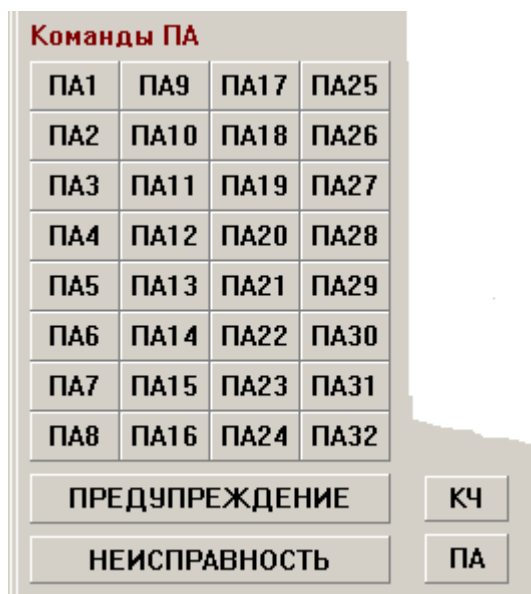 Команды ПА
ПА1 ПА9 ПА17 ПА25
ПА2 ПА10 ПА18 ПА26
ПА3 ПА11 ПА19 ПА27
ПА4 ПА12 ПА20 ПА28
ПА5 ПА13 ПА21 ПА29
ПА6 ПА14 ПА22 ПА30
ПА7 ПА15 ПА23 ПА31
ПА8 ПА16 ПА24 ПА32
ПРЕДУПРЕЖДЕНИЕ КЧ
НЕИСПРАВНОСТЬ ПА